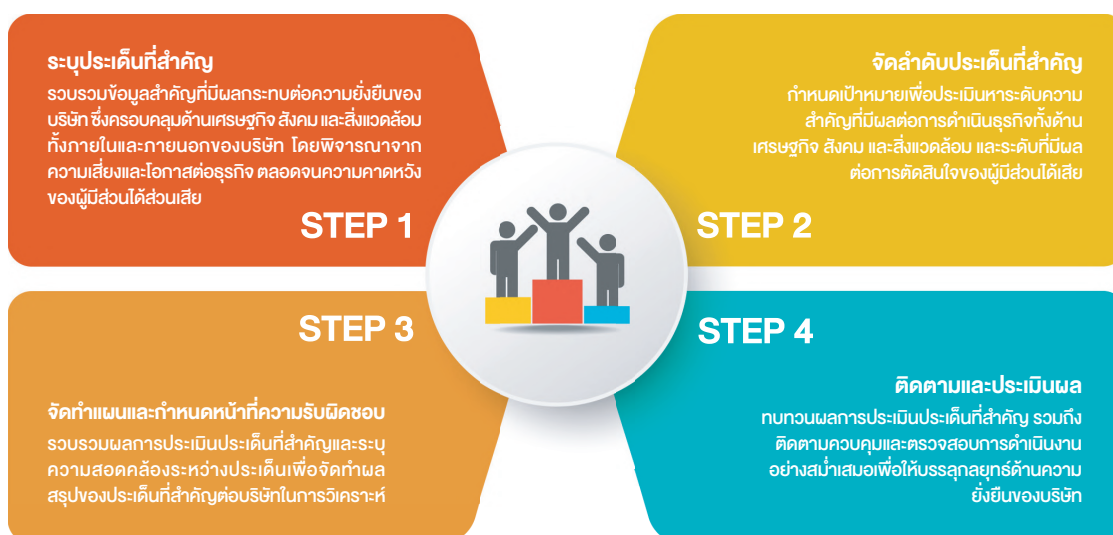 ระบุประเด็นที่สำคัญ
รวบรวมข้อมูลสำคัญที่มีผลกระทบต่อความยั่งยืนของ
บริษัท ซึ่งครอบคลุมด้านเศรษฐกิจ สังคม และสิ่งแวดล้อม
ทั้งภายในและภายนอกของบริษัท โดยพิจารณาจาก
ความเสี่ยงและโอกาสต่อธุรกิจ ตลอดจนความคาดหวัง
ของผู้มีส่วนได้ส่วนเสีย
STEP 1
จัดลำดับประเด็นที่สำคัญ
กำหนดเป้าหมายเพื่อประเมินหาระดับความ
สำคัญที่มีผลต่อการดำเนินธุรกิจทั้งด้าน
เศรษฐกิจ สังคม และสิ่งแวดล้อม และระดับที่มีผล
ต่อการตัดสินใจของผู้มีส่วนได้เสีย
STEP 2
STEP 3
จัดทำแผนและกำหนดหน้าที่ความรับผิดชอบ
รวบรวมผลการประเมินประเด็นที่สำคัญและระบุ
ความสอดคล้องระหว่างประเด็นเพื่อจัดทำผล
สรุปของประเด็นที่สำคัญต่อบริษัทในการวิเคราะห์
STEP 4
ติดตามและประเมินผล
ทบทวนผลการประเมินประเด็นที่สำคัญ รวมถึง
ติดตามควบคุมและตรวจสอบการดำเนินงาน
อย่างสม่ำเสมอเพื่อให้บรรลุกลยุทธ์ด้านความ
ยั่งยืนของบริษัท